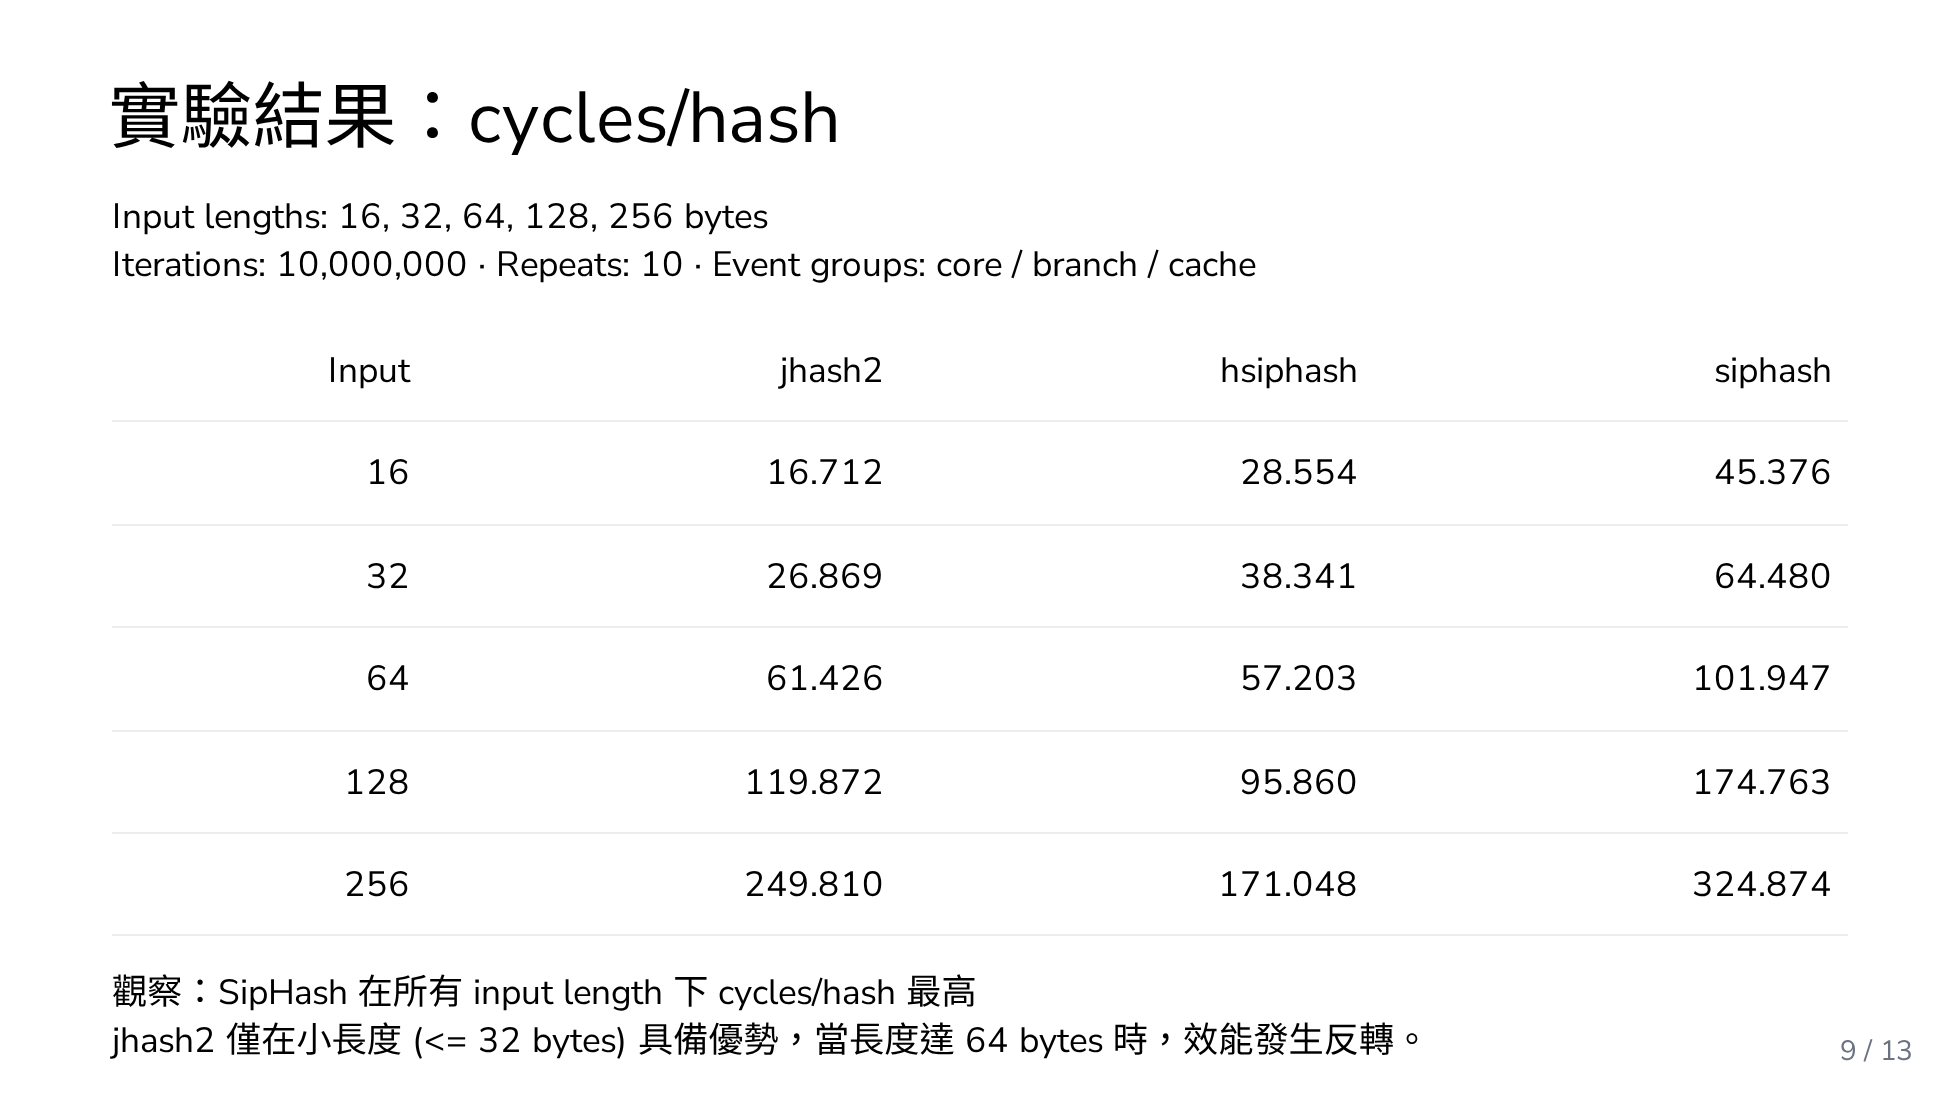 實驗結果：cycles/hash
Input lengths: 16, 32, 64, 128, 256 bytes
Iterations: 10,000,000 · Repeats: 10 · Event groups: core / branch / cache
Input jhash2 hsiphash siphash
16 16.712 28.554 45.376
32 26.869 38.341 64.480
64 61.426 57.203 101.947
128 119.872 95.860 174.763
256 249.810 171.048 324.874
觀察：SipHash 在所有 input length 下 cycles/hash 最高
jhash2 僅在小長度 (<= 32 bytes) 具備優勢，當長度達 64 bytes 時，效能發生反轉。
9 / 13